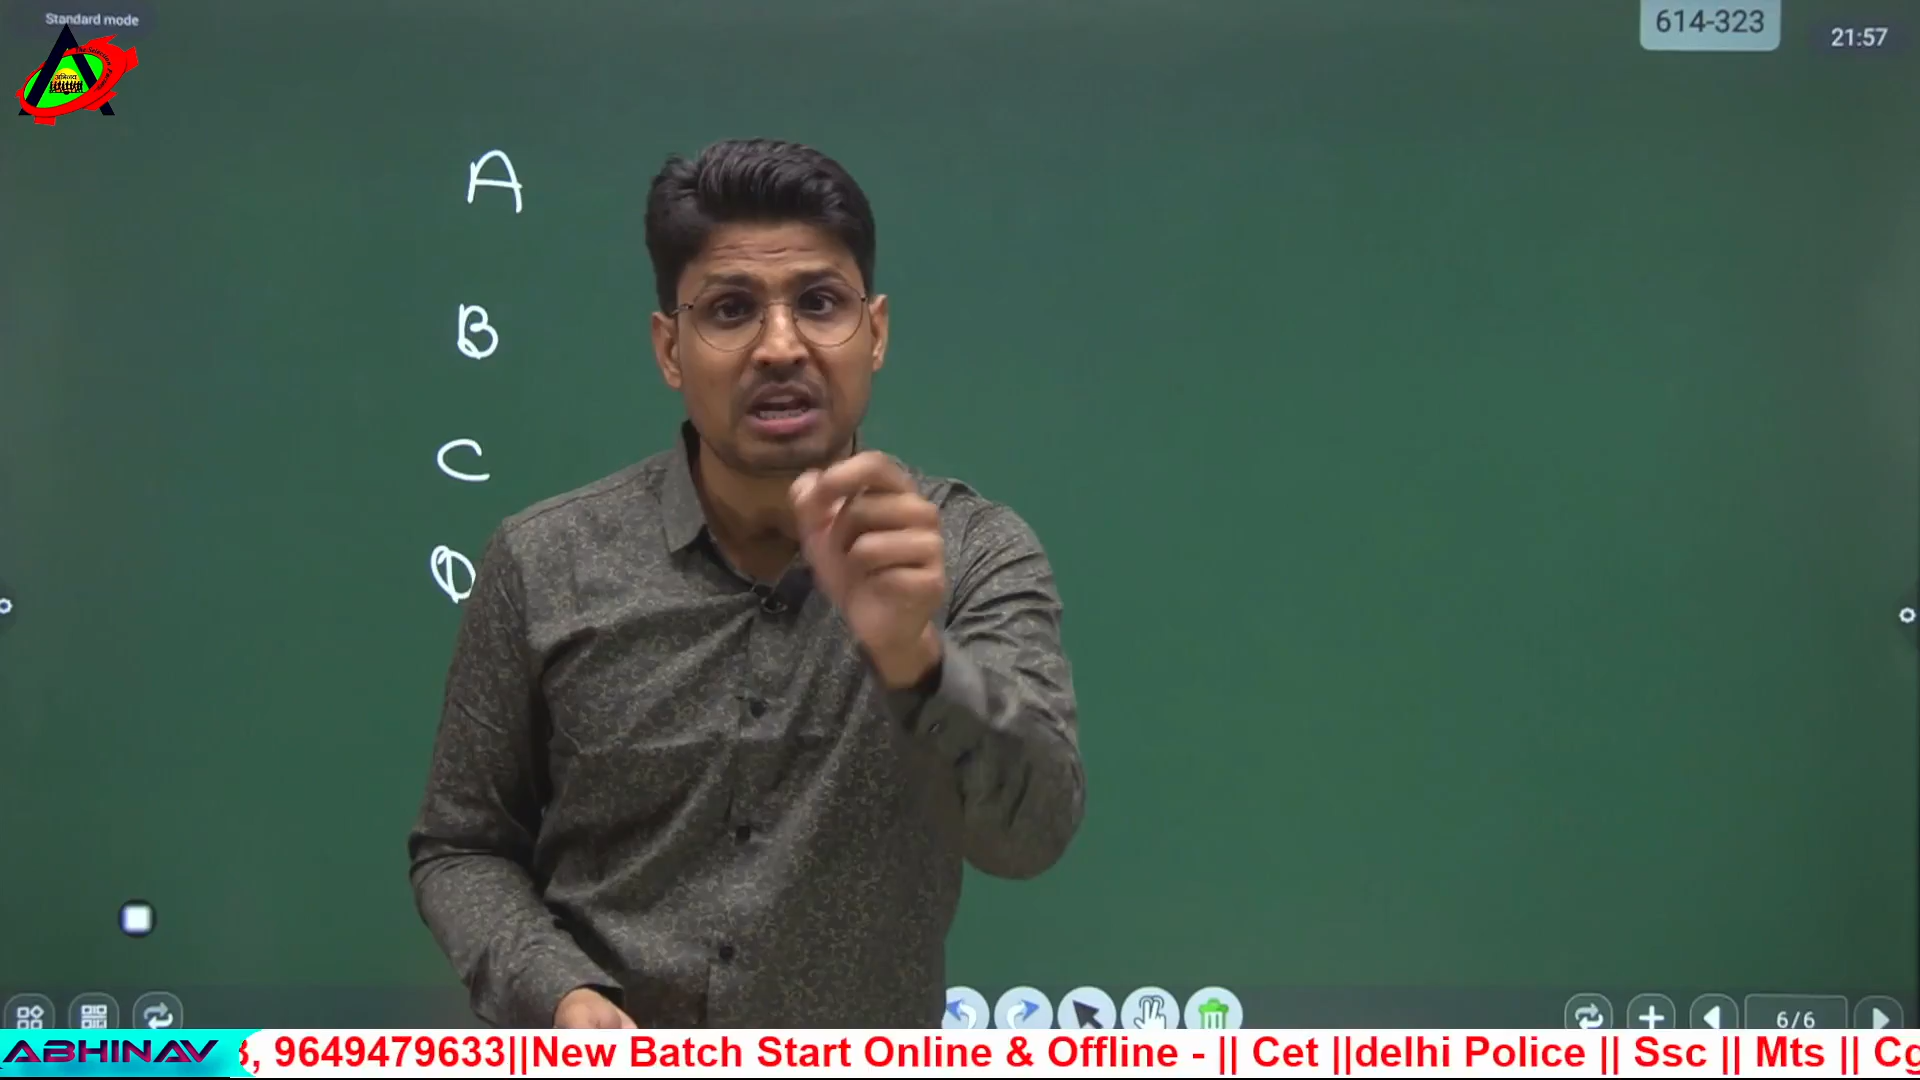 Standard mode
614-323
21:57
A
B
C
D
6/6
ABHINAV
, 9649479633||New Batch Start Online & Offline - || Cet ||delhi Police || Ssc || Mts || Cg